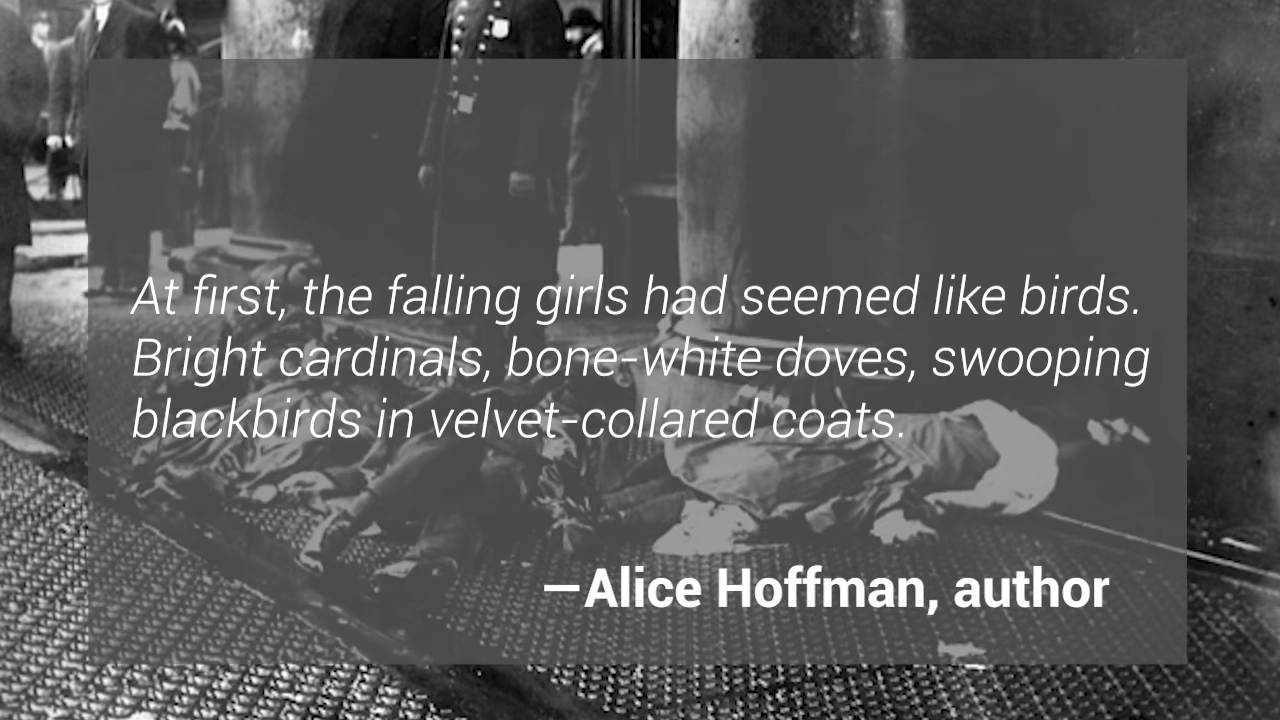 At first, the falling girls had seemed like birds.
Bright cardinals, bone-white doves, swooping
blackbirds in velvet-collared coats.
—Alice Hoffman, author